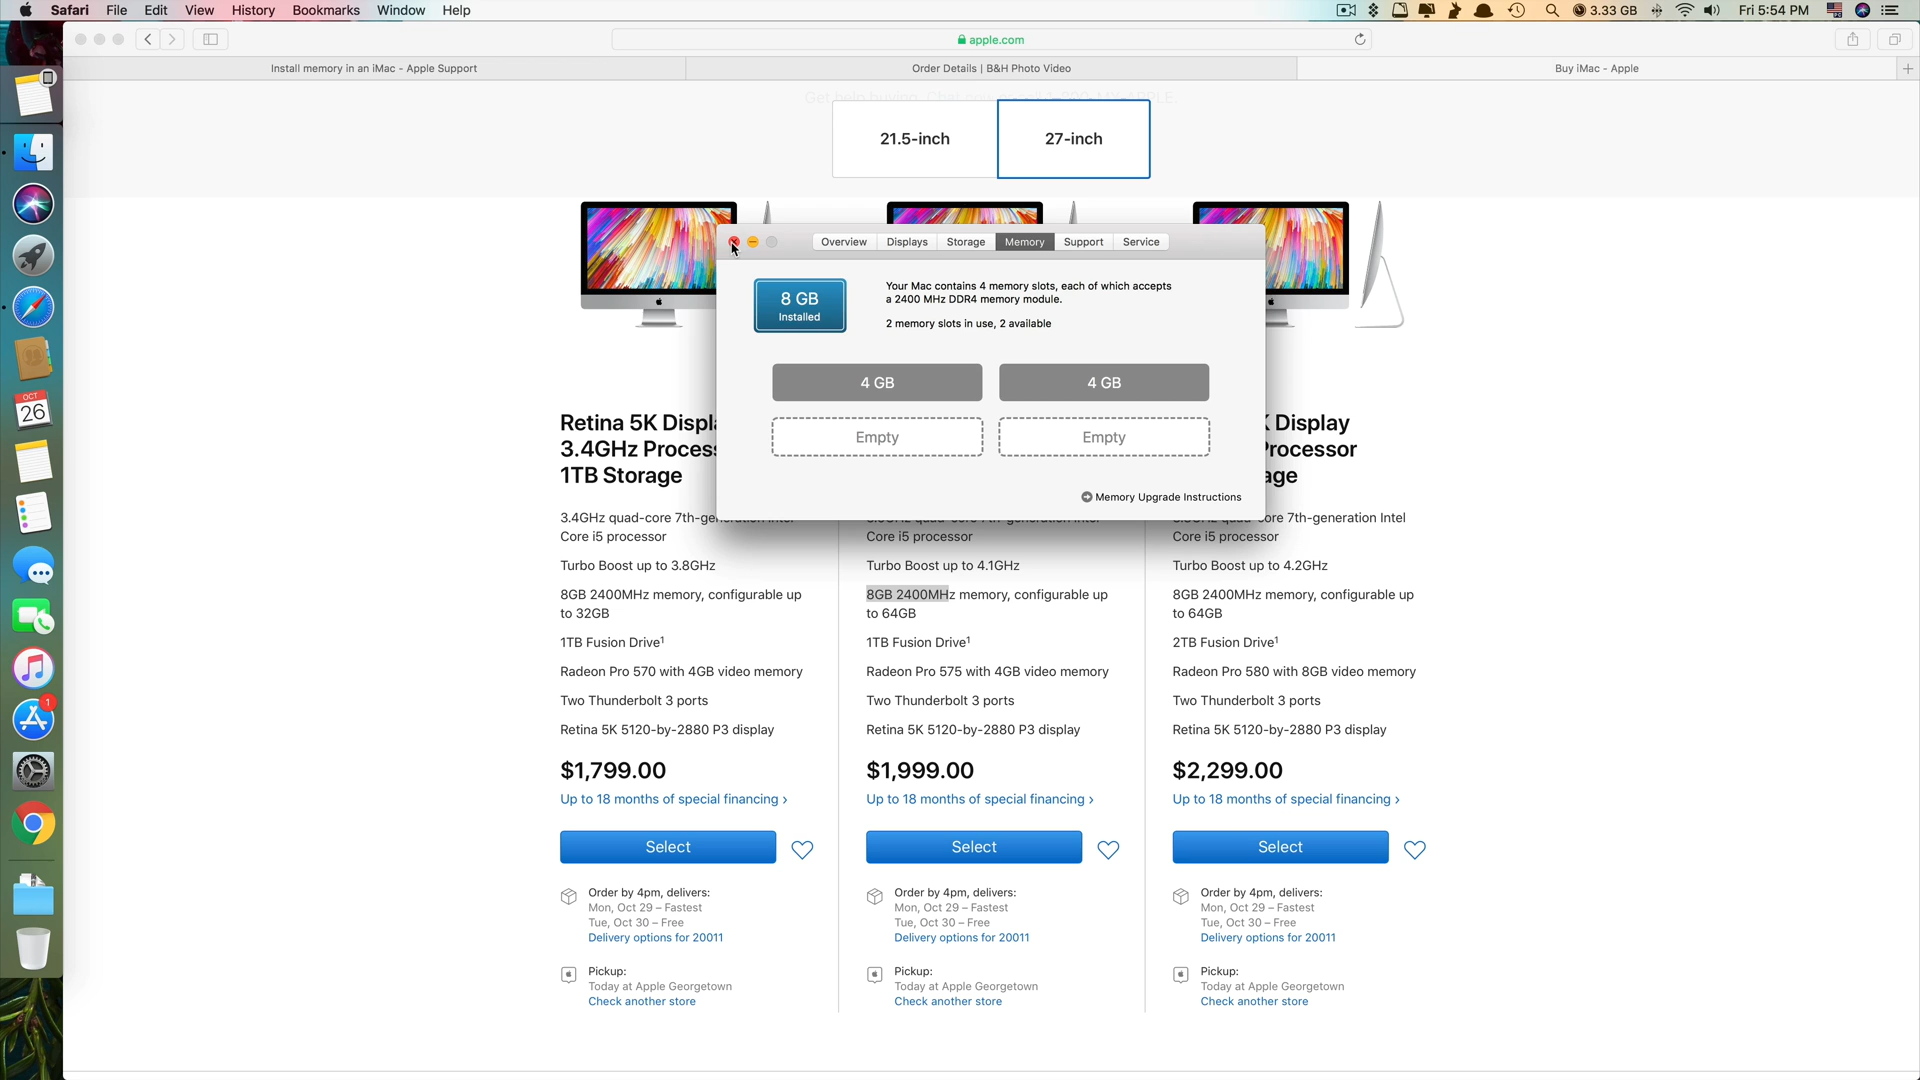 Safari File Edit View History Bookmarks Window Help
3.33 GB
Fri 5:54 PM
apple.com
Install memory in an iMac - Apple Support
Order Details | B&H Photo Video
Buy iMac - Apple
21.5-inch
27-inch
Overview Displays Storage Memory Support Service
8 GB
Installed
Your Mac contains 4 memory slots, each of which accepts
a 2400 MHz DDR4 memory module.
2 memory slots in use, 2 available
4 GB
4 GB
Empty
Empty
Memory Upgrade Instructions
OCT
26
1
Retina 5K
3.4GHz
1TB Storage
3.4GHz quad-core
Core i5 processor
Turbo Boost up to 3.8GHz
8GB 2400MHz memory, configurable up
to 32GB
1TB Fusion Drive¹
Radeon Pro 570 with 4GB video memory
Two Thunderbolt 3 ports
Retina 5K 5120-by-2880 P3 display
$1,799.00
Up to 18 months of special financing ›
Select
Order by 4pm, delivers:
Mon, Oct 29 – Fastest
Tue, Oct 30 – Free
Delivery options for 20011
Pickup:
Today at Apple Georgetown
Check another store
Core i5 processor
Turbo Boost up to 4.1GHz
8GB 2400MHz memory, configurable up
to 64GB
1TB Fusion Drive¹
Radeon Pro 575 with 4GB video memory
Two Thunderbolt 3 ports
Retina 5K 5120-by-2880 P3 display
$1,999.00
Up to 18 months of special financing ›
Select
Order by 4pm, delivers:
Mon, Oct 29 – Fastest
Tue, Oct 30 – Free
Delivery options for 20011
Pickup:
Today at Apple Georgetown
Check another store
Display
7th-generation Intel
Core i5 processor
Turbo Boost up to 4.2GHz
8GB 2400MHz memory, configurable up
to 64GB
2TB Fusion Drive¹
Radeon Pro 580 with 8GB video memory
Two Thunderbolt 3 ports
Retina 5K 5120-by-2880 P3 display
$2,299.00
Up to 18 months of special financing ›
Select
Order by 4pm, delivers:
Mon, Oct 29 – Fastest
Tue, Oct 30 – Free
Delivery options for 20011
Pickup:
Today at Apple Georgetown
Check another store